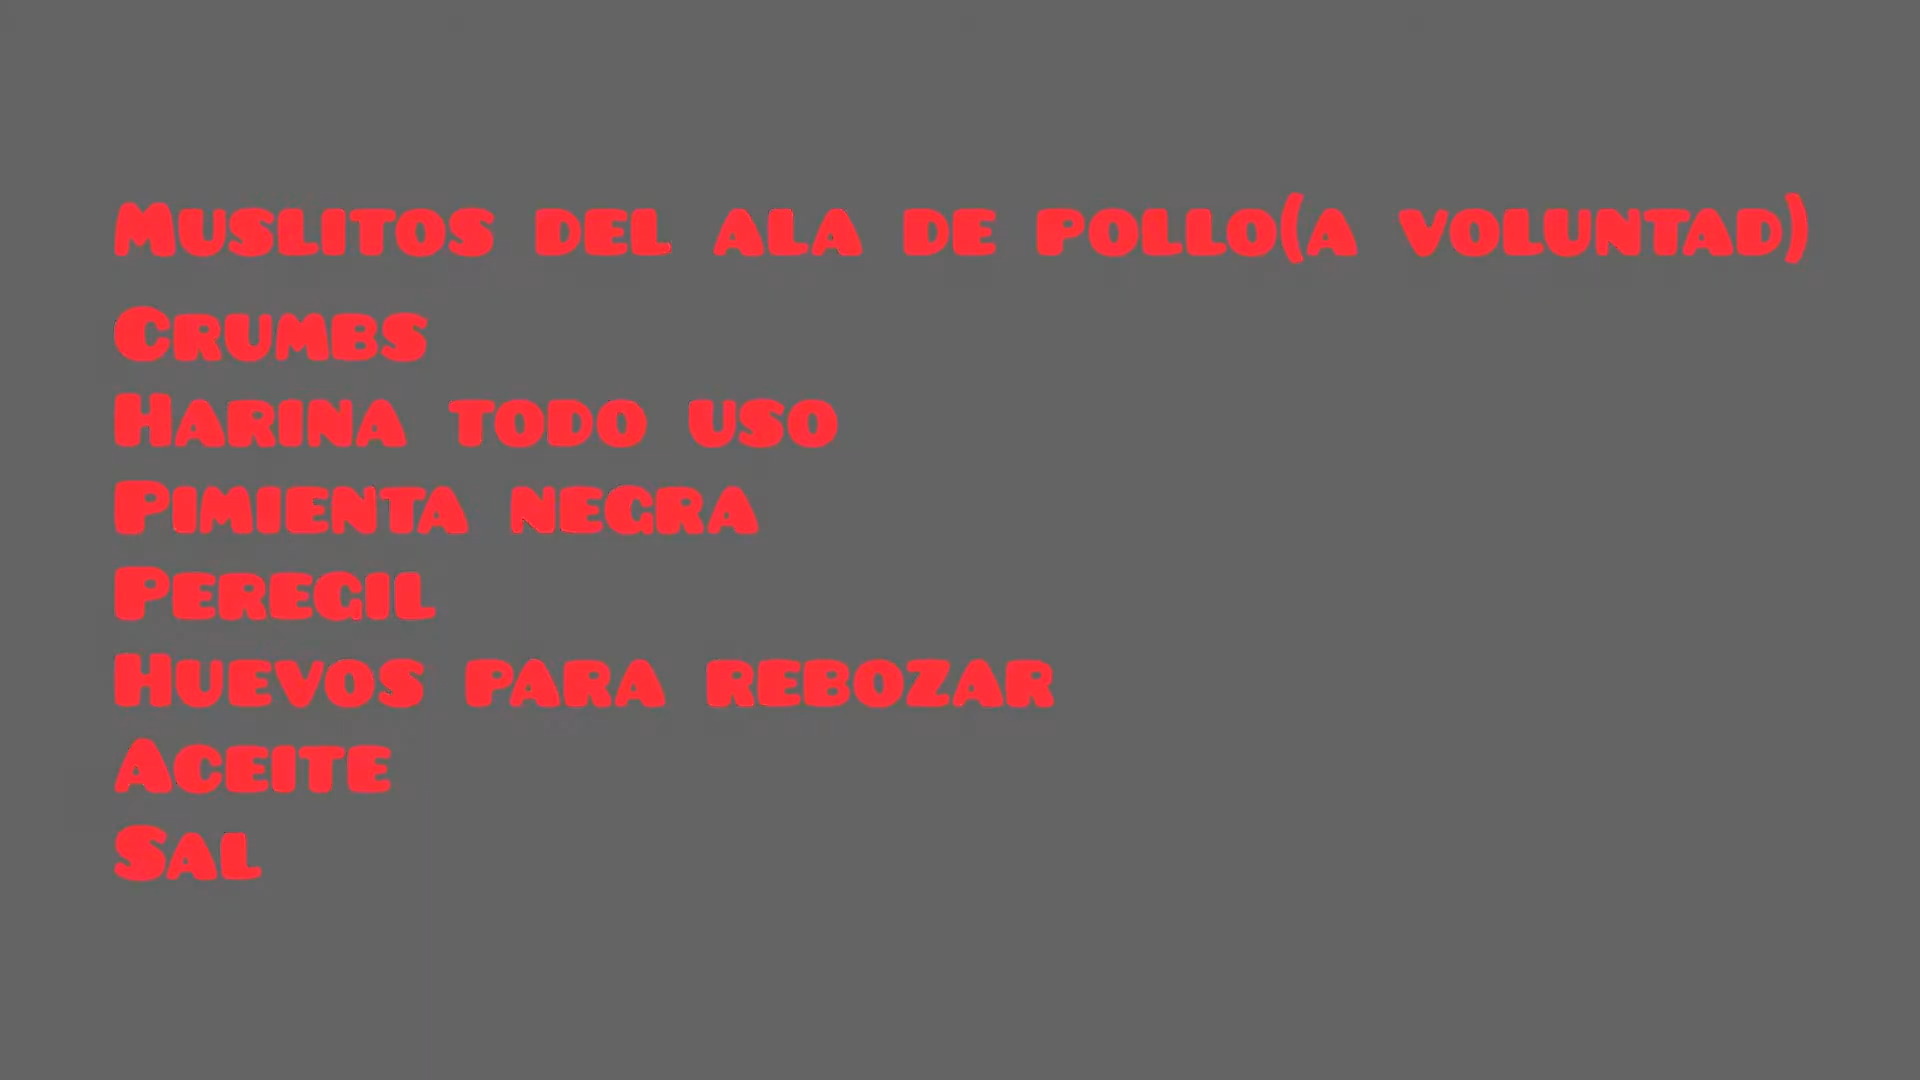 Muslitos del ala de pollo(a voluntad)
Crumbs
Harina todo uso
Pimienta negra
Peregil
Huevos para rebozar
Aceite
Sal